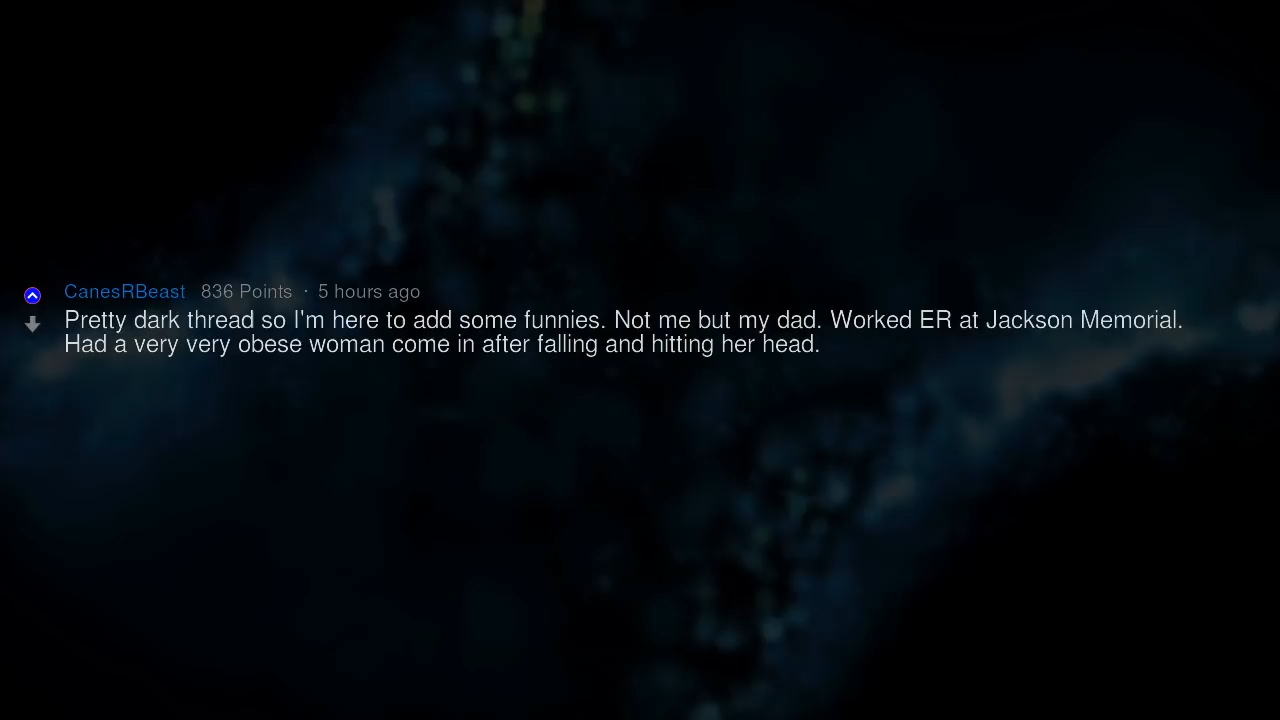 CanesRBeast 836 Points · 5 hours ago
Pretty dark thread so I'm here to add some funnies. Not me but my dad. Worked ER at Jackson Memorial.
Had a very very obese woman come in after falling and hitting her head.